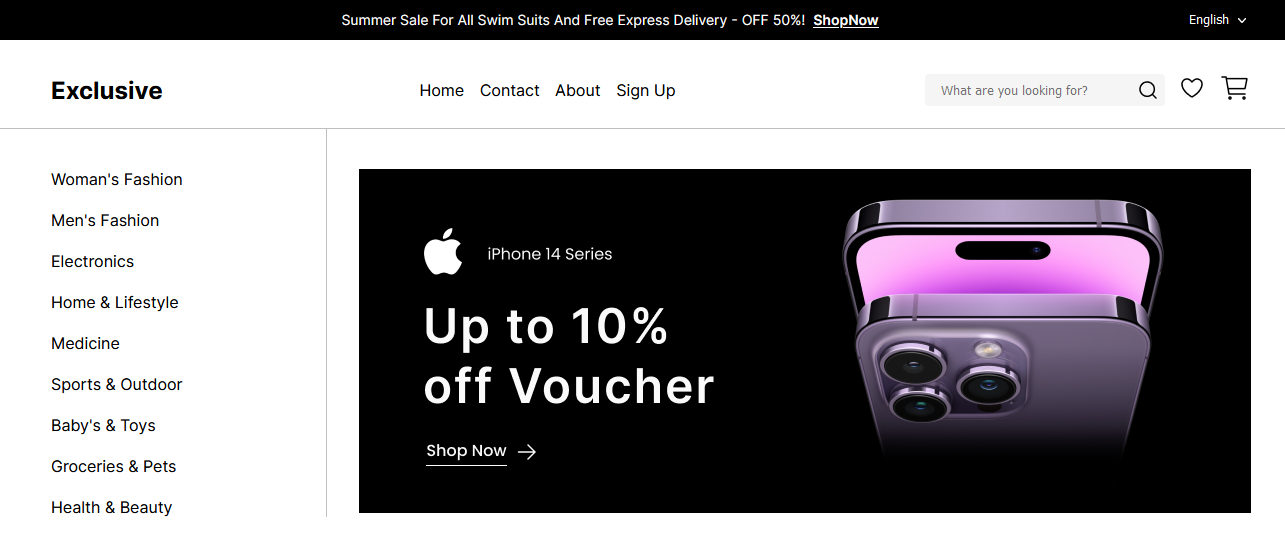 Summer Sale For All Swim Suits And Free Express Delivery - OFF 50%! ShopNow
English
Exclusive
Home Contact About Sign Up
What are you looking for?
Woman's Fashion
Men's Fashion
Electronics
Home & Lifestyle
Medicine
Sports & Outdoor
Baby's & Toys
Groceries & Pets
Health & Beauty
iPhone 14 Series
Up to 10%
off Voucher
Shop Now